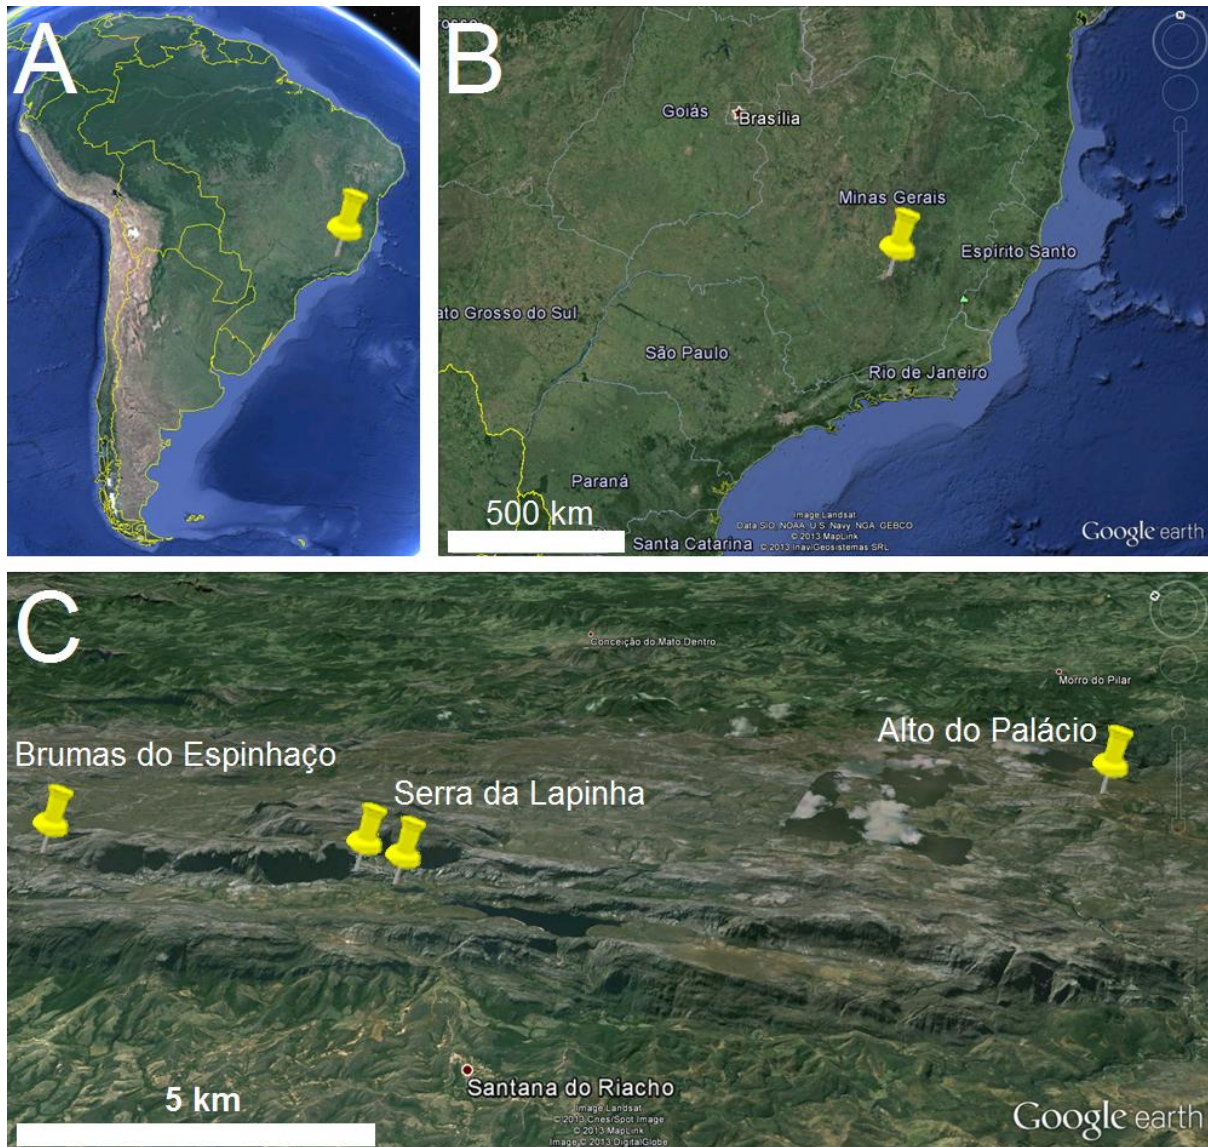 A
B
Goiás
Brasília
Minas Gerais
Espírito Santo
ato Grosso do Sul
São Paulo
Rio de Janeiro
Paraná
500 km
Santa Catarina
Image Landsat
Data SIO, NOAA, U.S. Navy, NGA, GEBCO
© 2013 MapLink
© 2013 Inav/Geosistemas SRL
Google earth
C
Conceição do Mato Dentro
Morro do Pilar
Alto do Palácio
Brumas do Espinhaço
Serra da Lapinha
Santana do Riacho
5 km
Image Landsat
© 2013 Cnes/Spot Image
© 2013 MapLink
Image © 2013 DigitalGlobe
Google earth